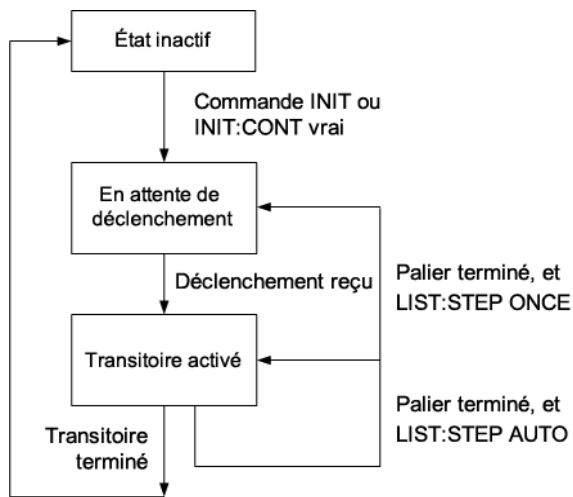 État inactif
Commande INIT ou
INIT:CONT vrai
En attente de
déclenchement
Déclenchement reçu
Palier terminé, et
LIST:STEP ONCE
Transitoire activé
Palier terminé, et
LIST:STEP AUTO
Transitoire
terminé